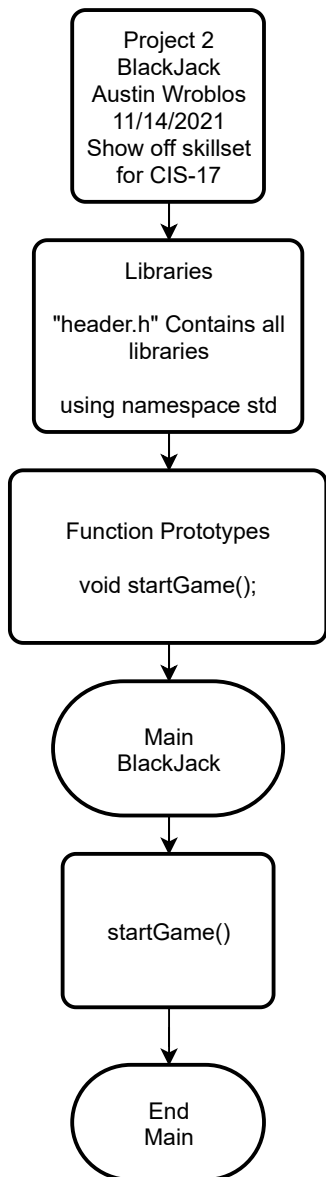 Project 2
BlackJack
Austin Wroblos
11/14/2021
Show off skillset
for CIS-17
Libraries
"header.h" Contains all
libraries
using namespace std
Function Prototypes
void startGame();
Main
BlackJack
startGame()
End
Main